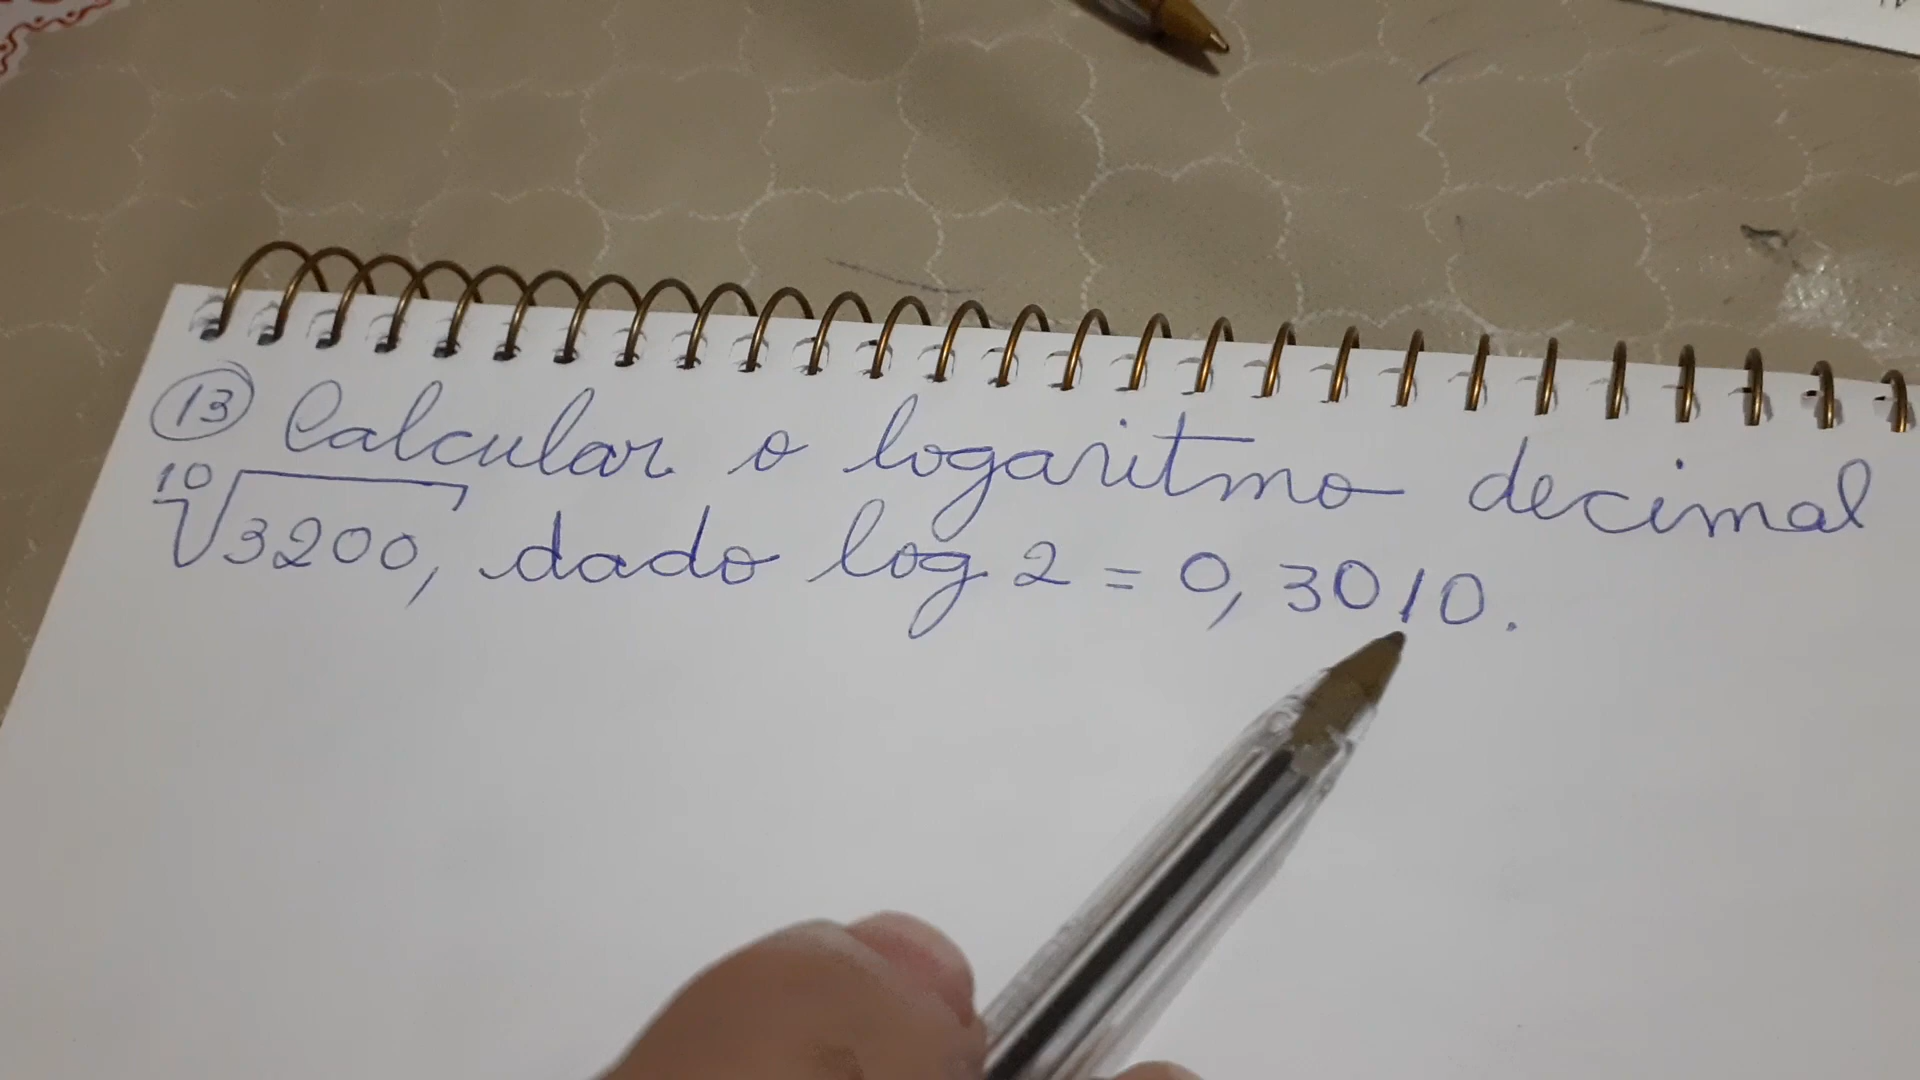 13 Calcular o logaritmo decimal
¹⁰√3200, dado log 2 = 0,3010.